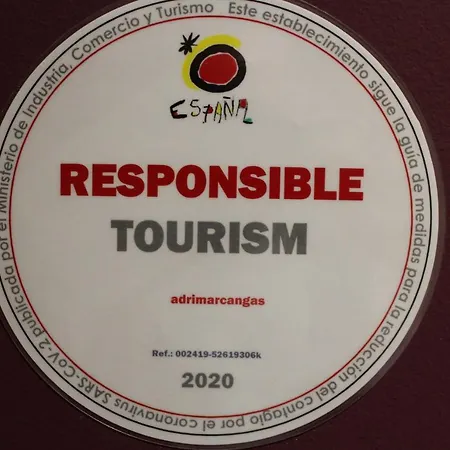 Este establecimiento sigue la guía de medidas para la reducción del contagio por el coronavirus SARS-CoV-2 publicada por el Ministerio de Industria, Comercio y Turismo
ESPAÑA
RESPONSIBLE
TOURISM
adrimarcangas
Ref.: 002419-52619306k
2020